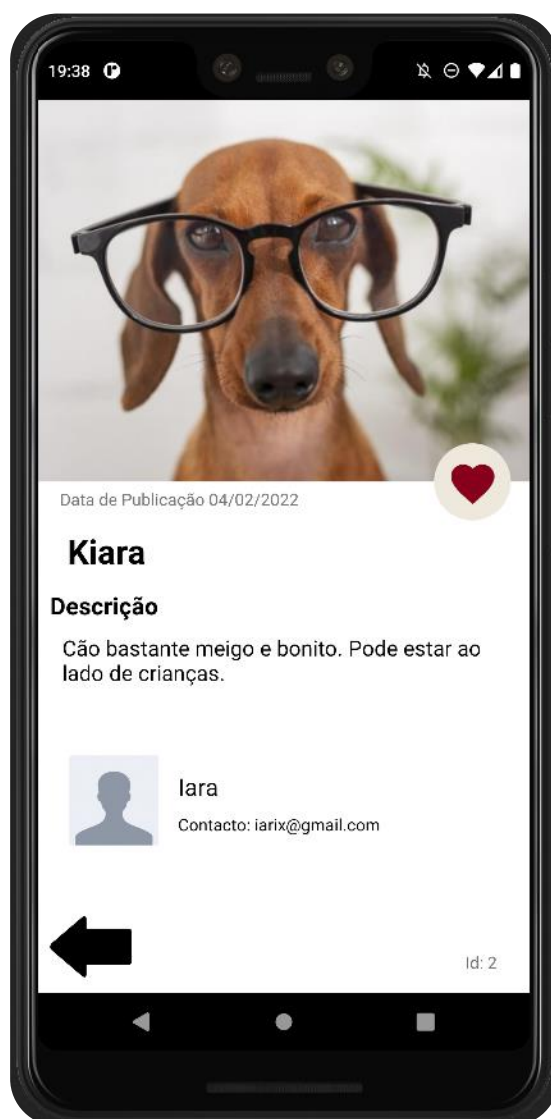 19:38
Data de Publicação 04/02/2022
Kiara
Descrição
Cão bastante meigo e bonito. Pode estar ao
lado de crianças.
Iara
Contacto: iarix@gmail.com
Id: 2